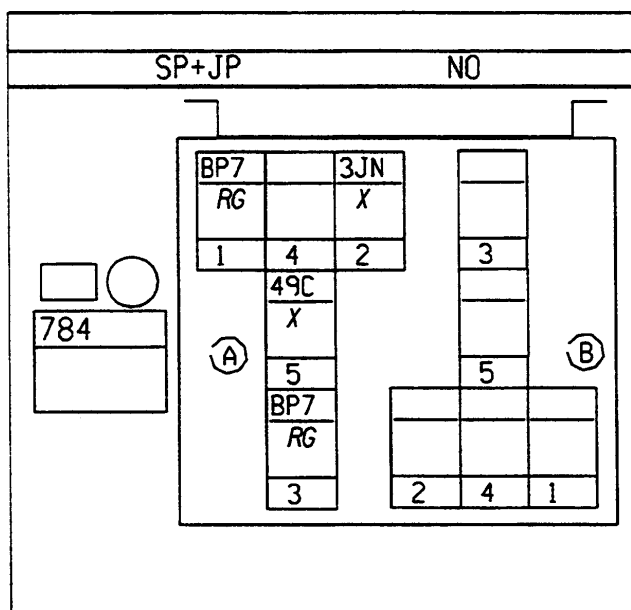 SP+JP NO
BP7 3JN
RG X
1 4 2 3
49C
X
784
A B
5 5
BP7
RG
3 2 4 1